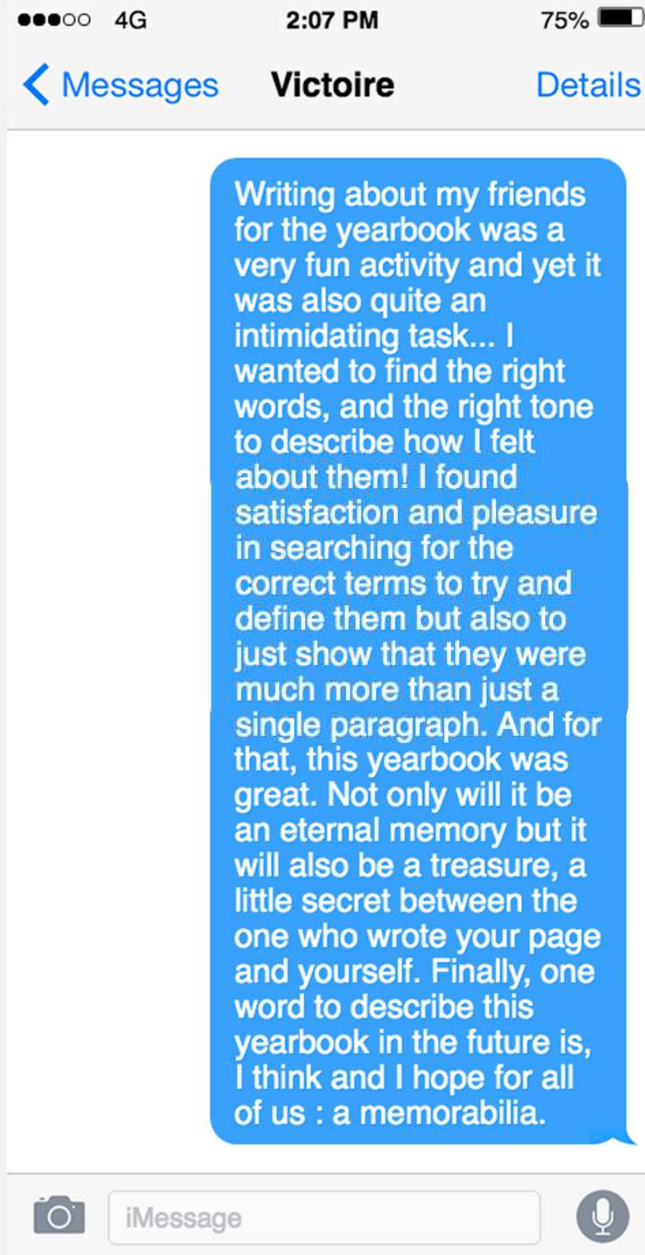 4G 2:07 PM 75%
Messages Victoire Details
Writing about my friends
for the yearbook was a
very fun activity and yet it
was also quite an
intimidating task... I
wanted to find the right
words, and the right tone
to describe how I felt
about them! I found
satisfaction and pleasure
in searching for the
correct terms to try and
define them but also to
just show that they were
much more than just a
single paragraph. And for
that, this yearbook was
great. Not only will it be
an eternal memory but it
will also be a treasure, a
little secret between the
one who wrote your page
and yourself. Finally, one
word to describe this
yearbook in the future is,
I think and I hope for all
of us : a memorabilia.
iMessage